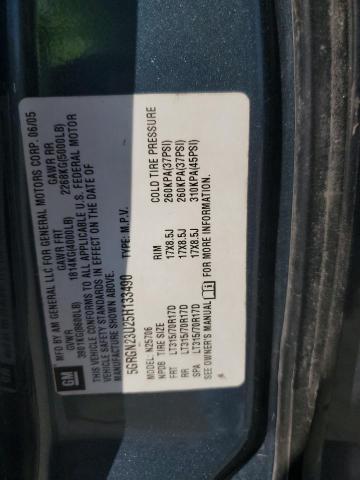 GM
MFD BY AM GENERAL LLC FOR GENERAL MOTORS CORP. 06/05
GVWR GAWR FRT GAWR RR
3901KG(8600LB) 1814KG(4000LB) 2268KG(5000LB)
THIS VEHICLE CONFORMS TO ALL APPLICABLE U.S. FEDERAL MOTOR
VEHICLE SAFETY STANDARDS IN EFFECT ON THE DATE OF
MANUFACTURE SHOWN ABOVE.
5GRGN23U25H133490 TYPE: M.P.V.
MODEL: N25706
NPDB TIRE SIZE RIM COLD TIRE PRESSURE
FRT LT315/70R17D 17X8.5J 260KPA(37PSI)
RR LT315/70R17D 17X8.5J 260KPA(37PSI)
SPA LT315/70R17D 17X8.5J 310KPA(45PSI)
SEE OWNER'S MANUAL